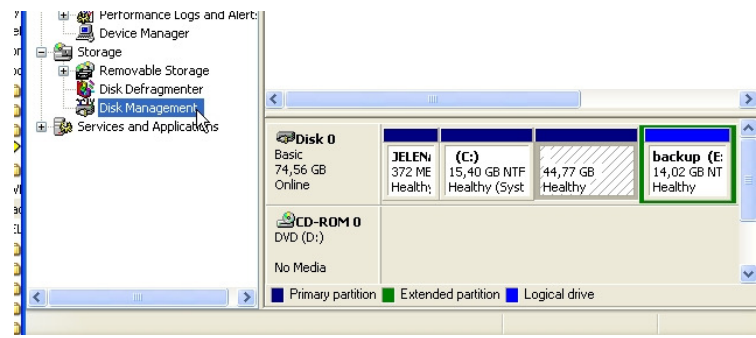 Performance Logs and Alert:
Device Manager
Storage
Removable Storage
Disk Defragmenter
Disk Management
Services and Applications
Disk 0
Basic
74,56 GB
Online
JELENA
372 ME
Healthy
(C:)
15,40 GB NTF
Healthy (Syst
44,77 GB
Healthy
backup (E:
14,02 GB NT
Healthy
CD-ROM 0
DVD (D:)
No Media
Primary partition Extended partition Logical drive